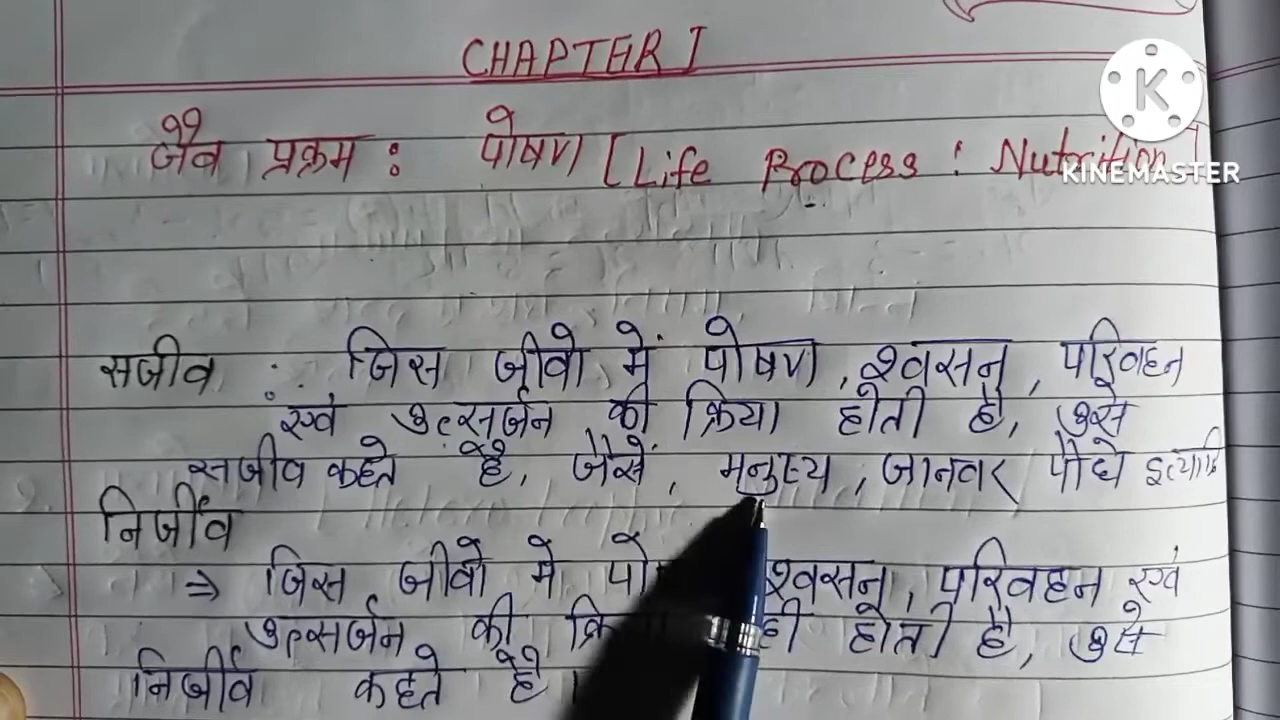 CHAPTER I
जैव प्रक्रम : पोषण [Life Process : Nutrition]
KINEMASTER
सजीव : जिस जीवो में पोषण, श्वसन, परिवहन
एवं उत्सर्जन की क्रिया होती है, उसे
सजीव कहते है, जैसे, मनुष्य, जानवर पौधे इत्यादि
निर्जीव
⇒ जिस जीवो मे श्वसन, परिवहन एवं
उत्सर्जन की होती है, उसे
निर्जीव कहते है।